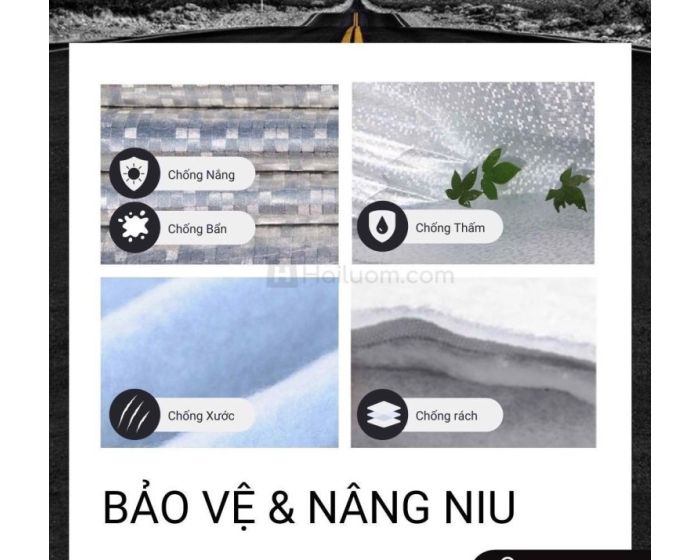 Chống Nắng
Chống Bẩn
Chống Thấm
Hailuom.com
Chống Xước
Chống rách
BẢO VỆ & NÂNG NIU